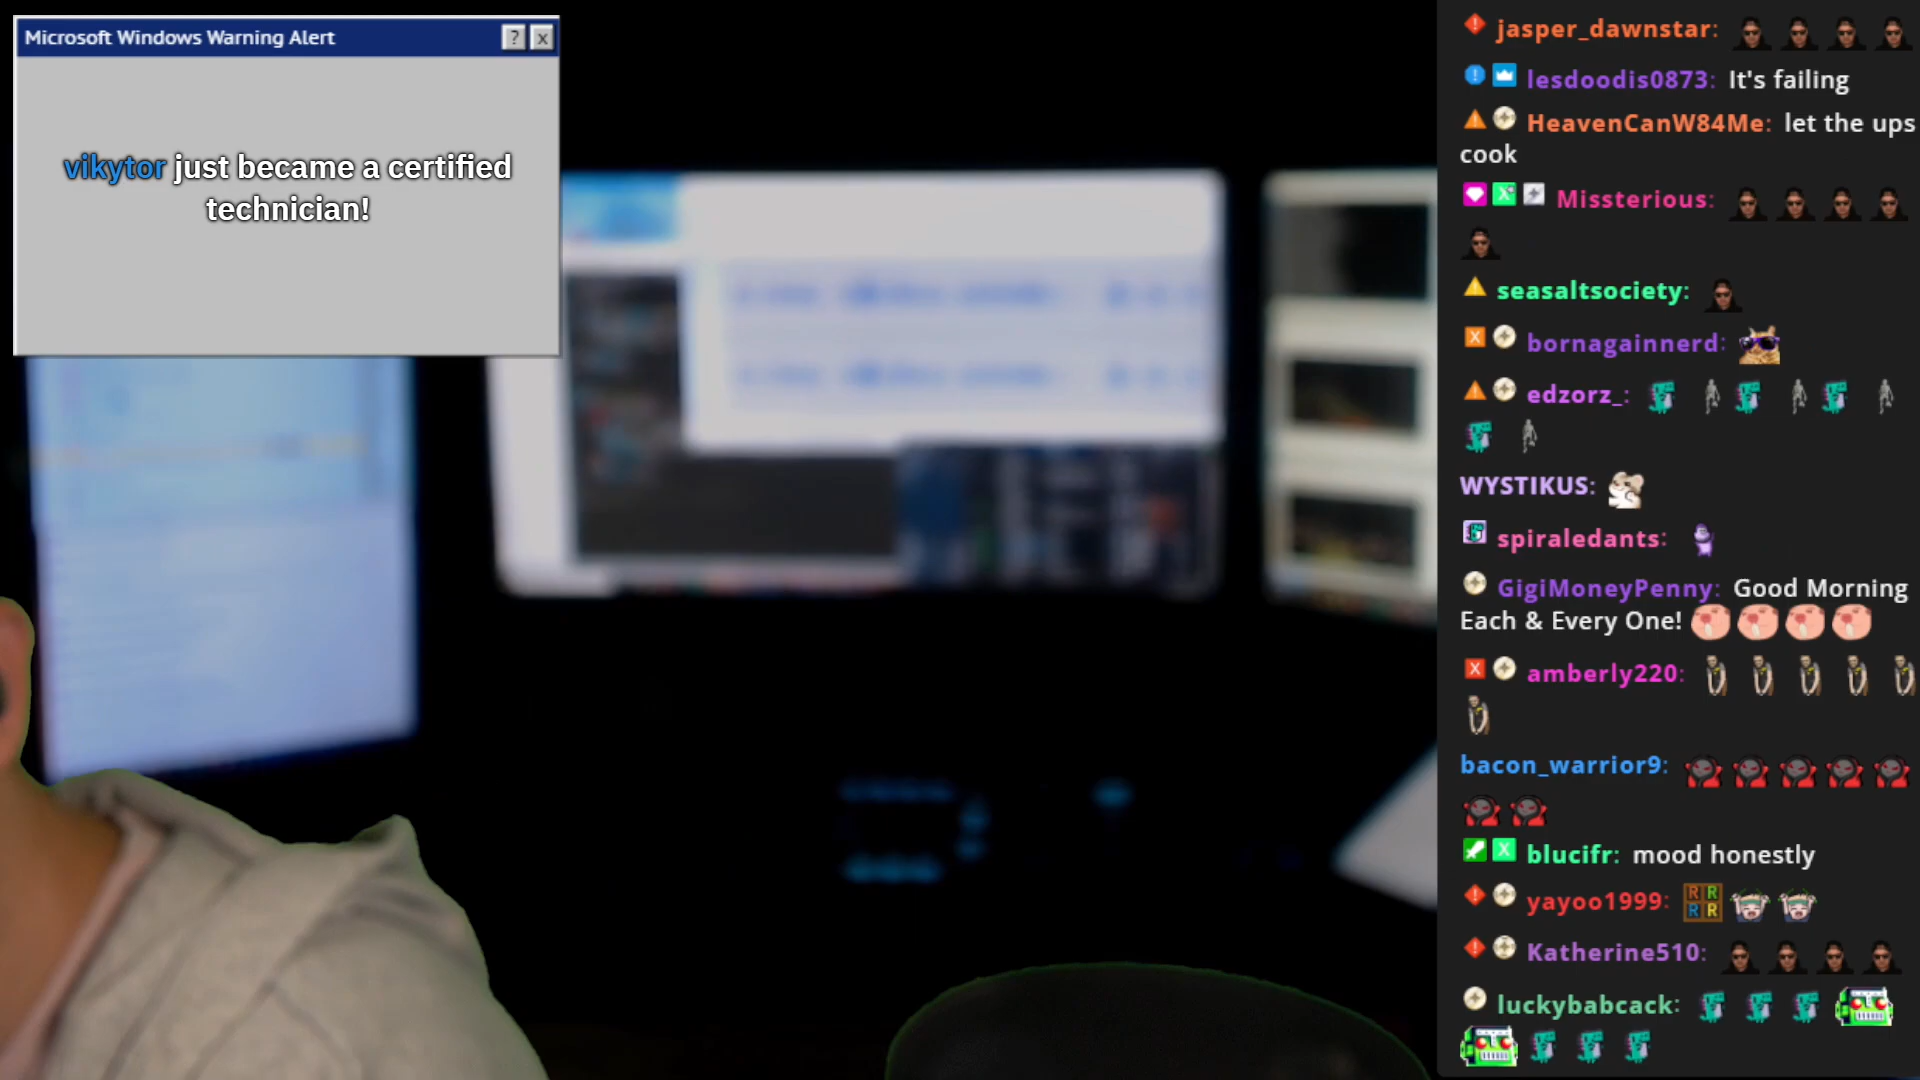 Microsoft Windows Warning Alert
vikytor just became a certified
technician!
jasper_dawnstar:
lesdoodis0873: It's failing
HeavenCanW84Me: let the ups
cook
Missterious:
seasaltsociety:
bornagainnerd:
edzorz_:
WYSTIKUS:
spiraledants:
GigiMoneyPenny: Good Morning
Each & Every One!
amberly220:
bacon_warrior9:
blucifr: mood honestly
yayoo1999:
Katherine510:
luckybabcack: